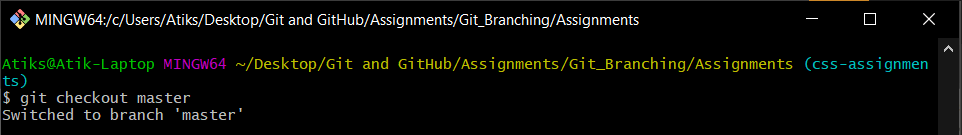 MINGW64:/c/Users/Atiks/Desktop/Git and GitHub/Assignments/Git_Branching/Assignments
Atiks@Atik-Laptop MINGW64 ~/Desktop/Git and GitHub/Assignments/Git_Branching/Assignments (css-assignmen
ts)
$ git checkout master
Switched to branch 'master'